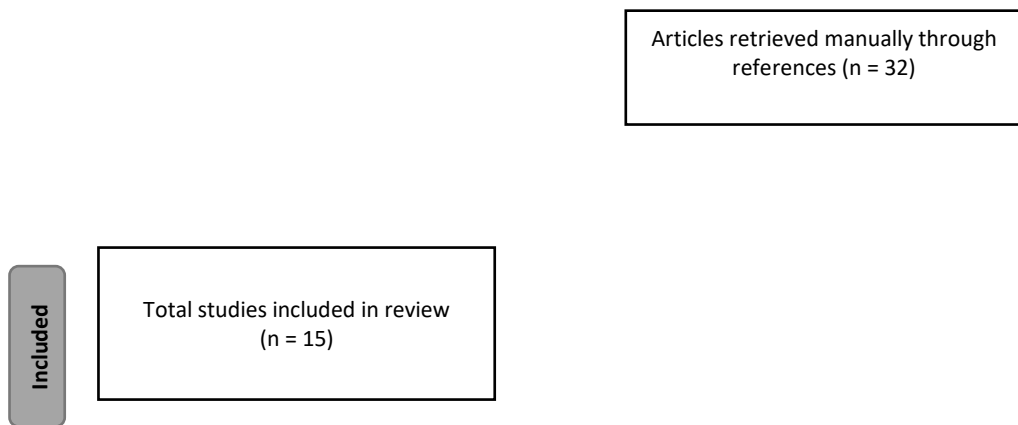 Articles retrieved manually through
references (n = 32)
Total studies included in review
(n = 15)
Included